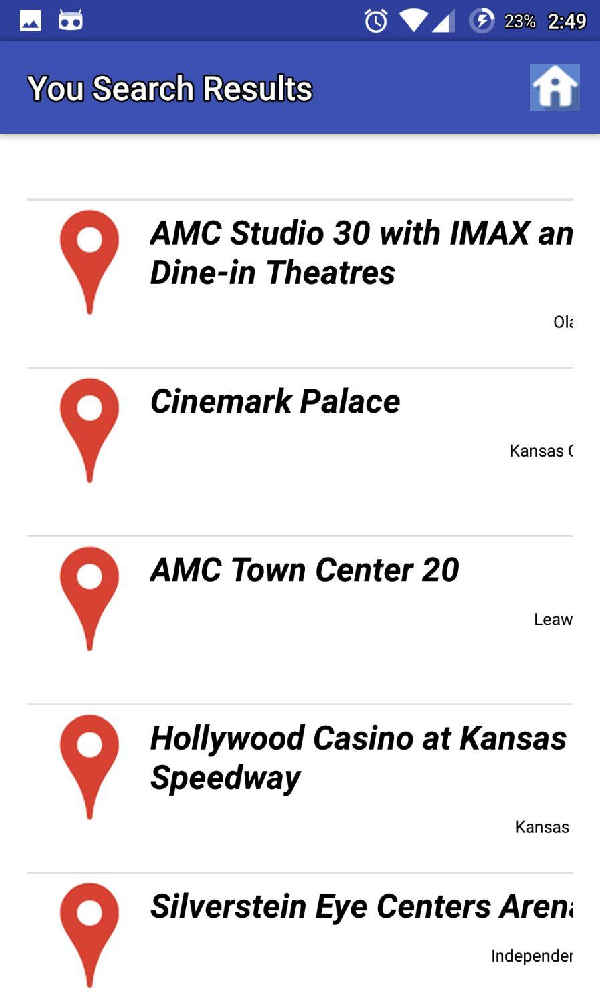 23% 2:49
You Search Results
AMC Studio 30 with IMAX an
Dine-in Theatres
Ola
Cinemark Palace
Kansas C
AMC Town Center 20
Leaw
Hollywood Casino at Kansas
Speedway
Kansas
Silverstein Eye Centers Arena
Independen